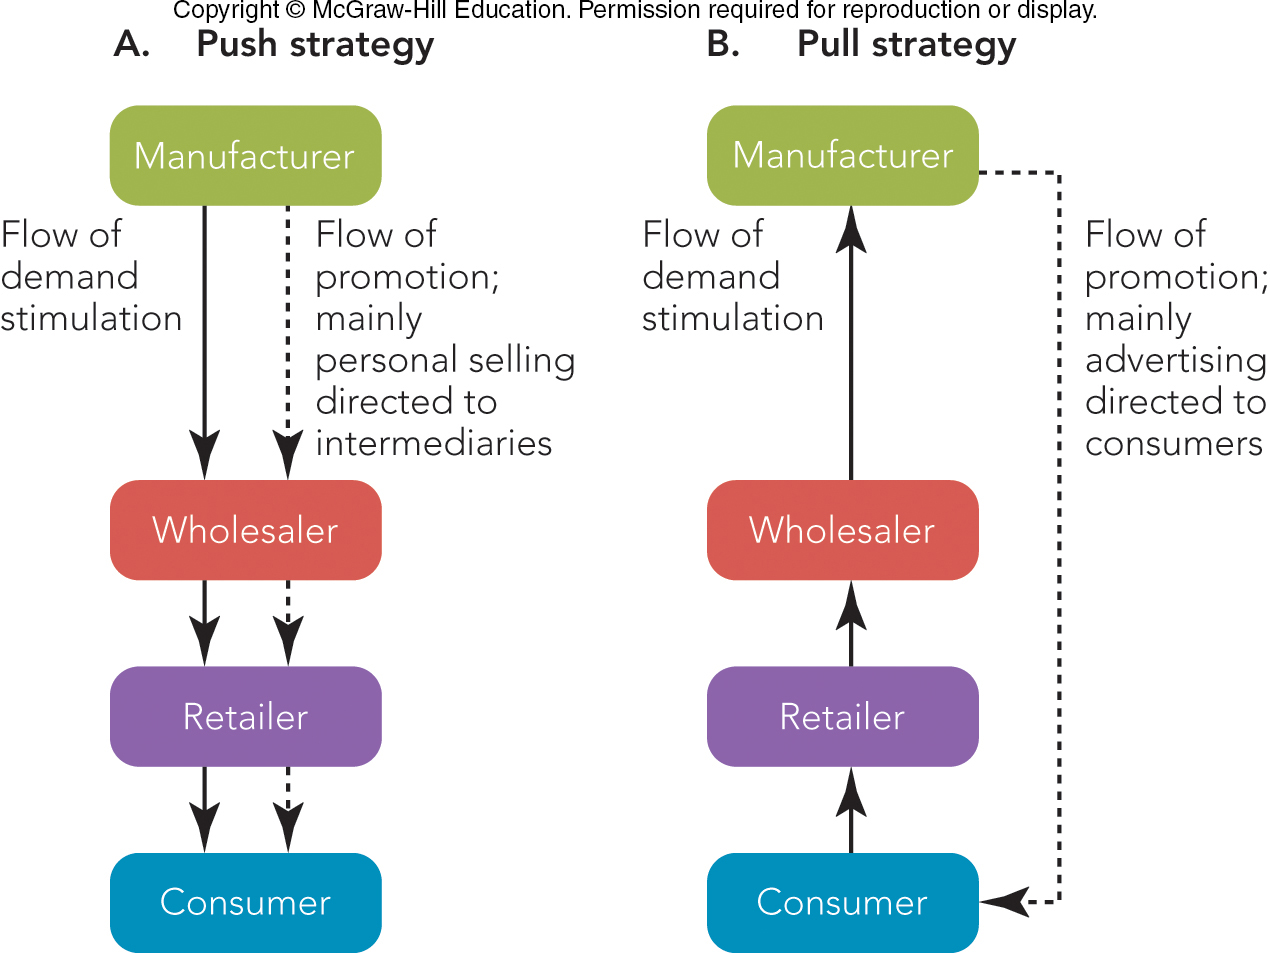 Copyright © McGraw-Hill Education. Permission required for reproduction or display.
A. Push strategy
Manufacturer
Flow of
demand
stimulation
Flow of
promotion;
mainly
personal selling
directed to
intermediaries
Wholesaler
Retailer
Consumer
B. Pull strategy
Manufacturer
Flow of
demand
stimulation
Flow of
promotion;
mainly
advertising
directed to
consumers
Wholesaler
Retailer
Consumer